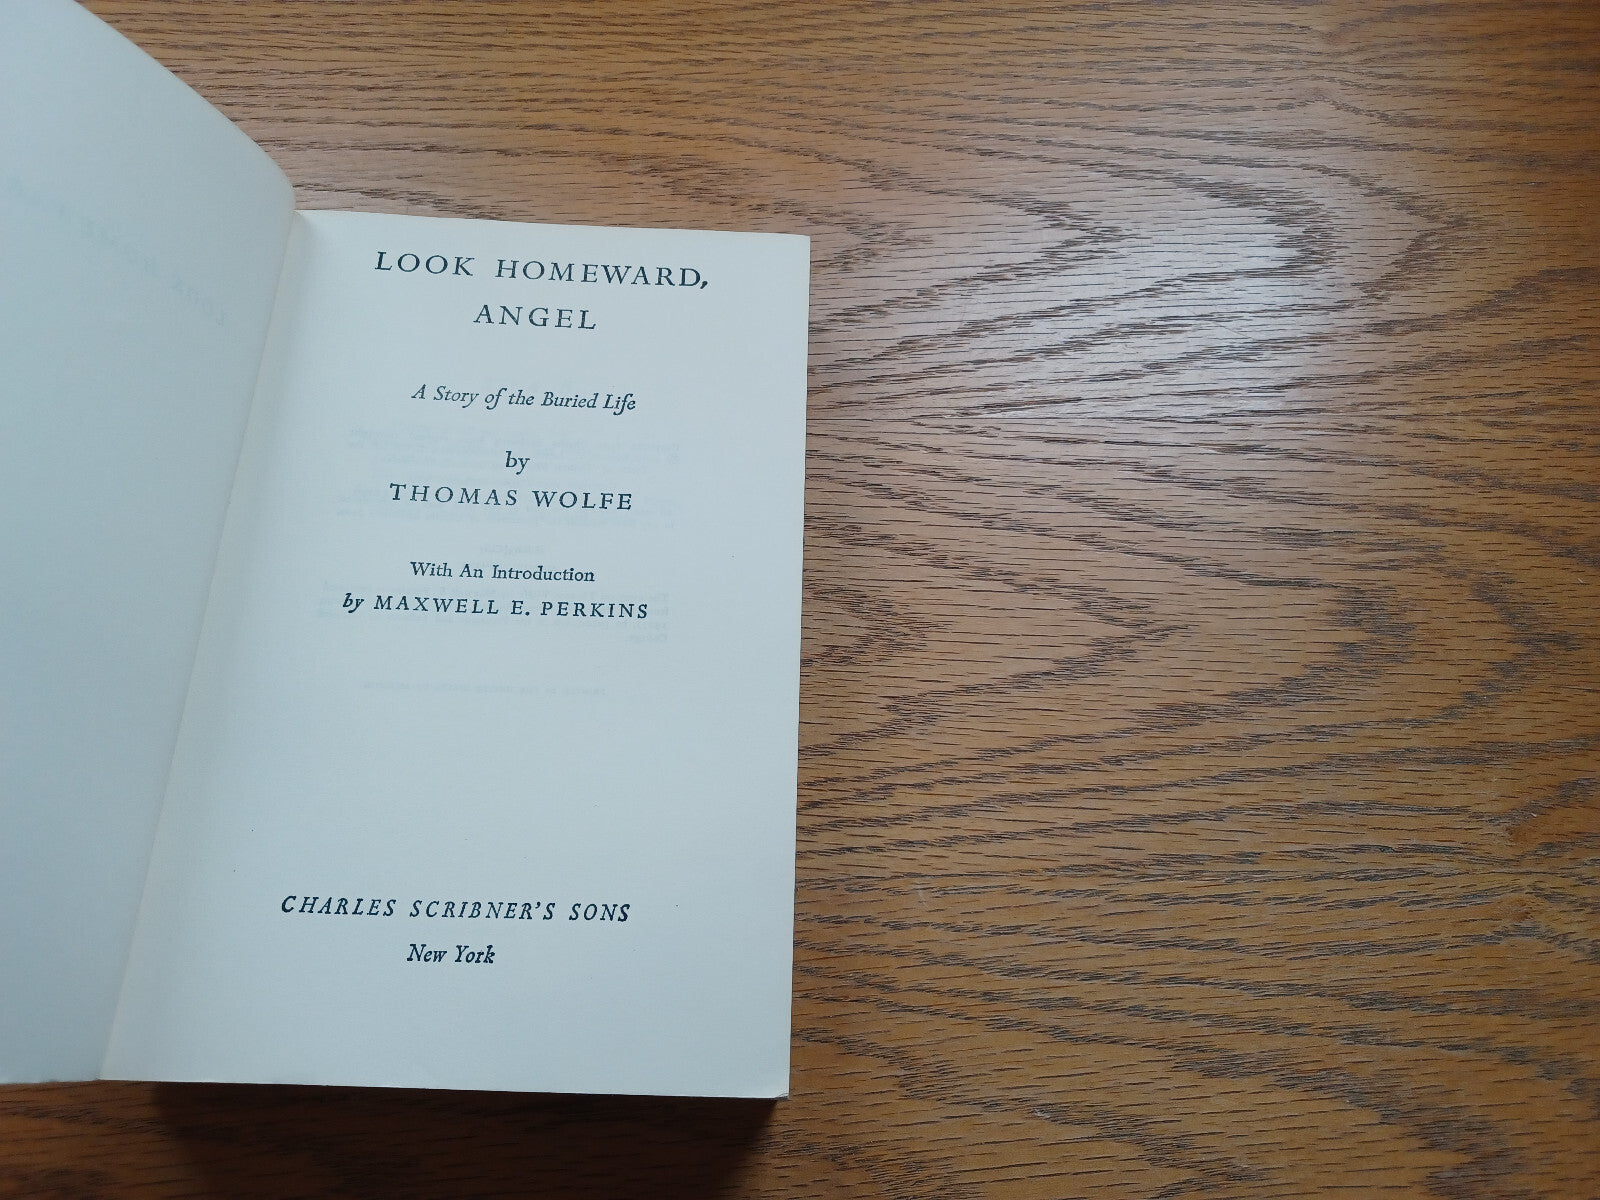 LOOK HOMEWARD,
ANGEL
A Story of the Buried Life
by
THOMAS WOLFE
With An Introduction
by MAXWELL E. PERKINS
CHARLES SCRIBNER'S SONS
New York